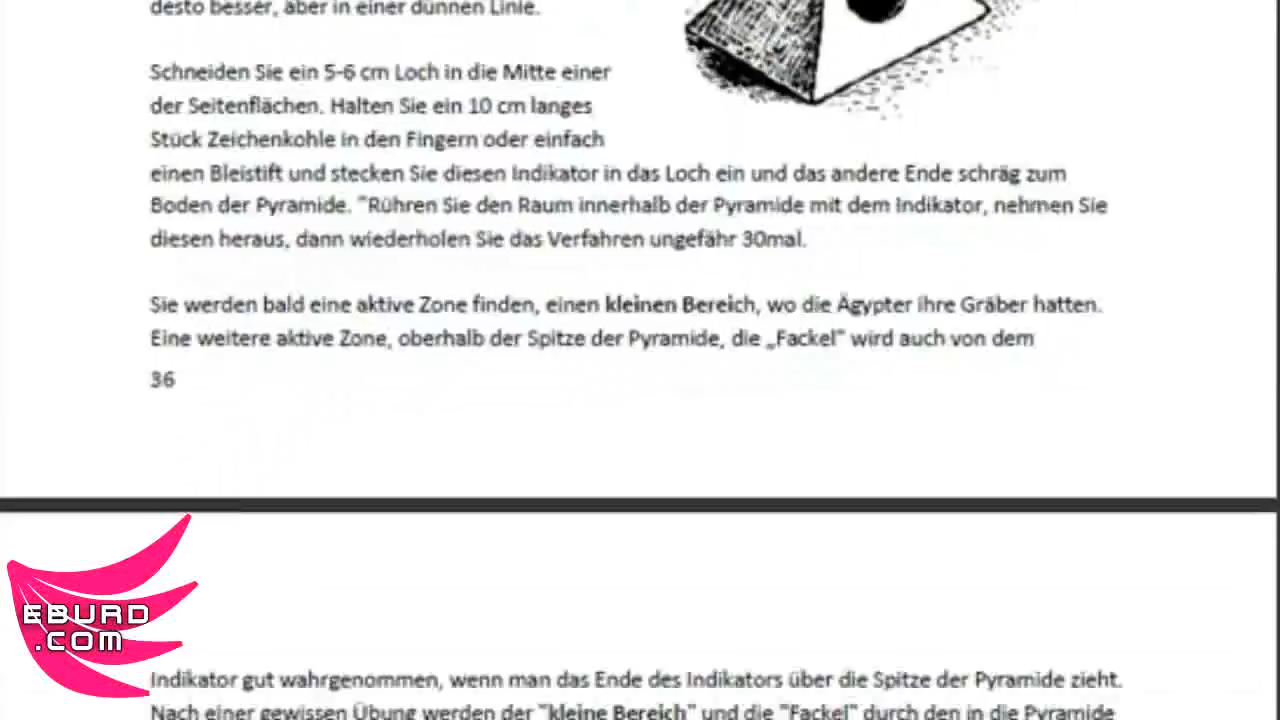 desto besser, aber in einer dünnen Linie.
Schneiden Sie ein 5-6 cm Loch in die Mitte einer
der Seitenflächen. Halten Sie ein 10 cm langes
Stück Zeichenkohle in den Fingern oder einfach
einen Bleistift und stecken Sie diesen Indikator in das Loch ein und das andere Ende schräg zum
Boden der Pyramide. "Rühren Sie den Raum innerhalb der Pyramide mit dem Indikator, nehmen Sie
diesen heraus, dann wiederholen Sie das Verfahren ungefähr 30mal.
Sie werden bald eine aktive Zone finden, einen kleinen Bereich, wo die Ägypter ihre Gräber hatten.
Eine weitere aktive Zone, oberhalb der Spitze der Pyramide, die „Fackel" wird auch von dem
36
EBURD
.COM
Indikator gut wahrgenommen, wenn man das Ende des Indikators über die Spitze der Pyramide zieht.
Nach einer gewissen Übung werden der "kleine Bereich" und die "Fackel" durch den in die Pyramide